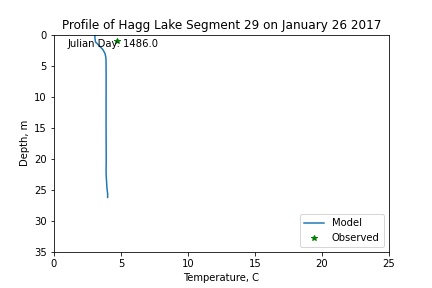 Profile of Hagg Lake Segment 29 on January 26 2017
Julian Day: 1486.0
0
5
10
15
20
25
30
35
Depth, m
0 5 10 15 20 25
Temperature, C
Model
Observed